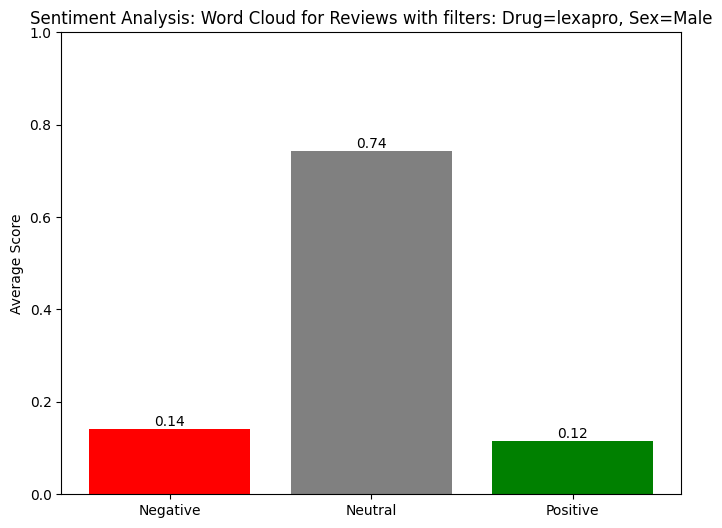 Sentiment Analysis: Word Cloud for Reviews with filters: Drug=lexapro, Sex=Male
1.0
0.8
0.6
0.4
0.2
0.0
Average Score
0.14
0.74
0.12
Negative
Neutral
Positive